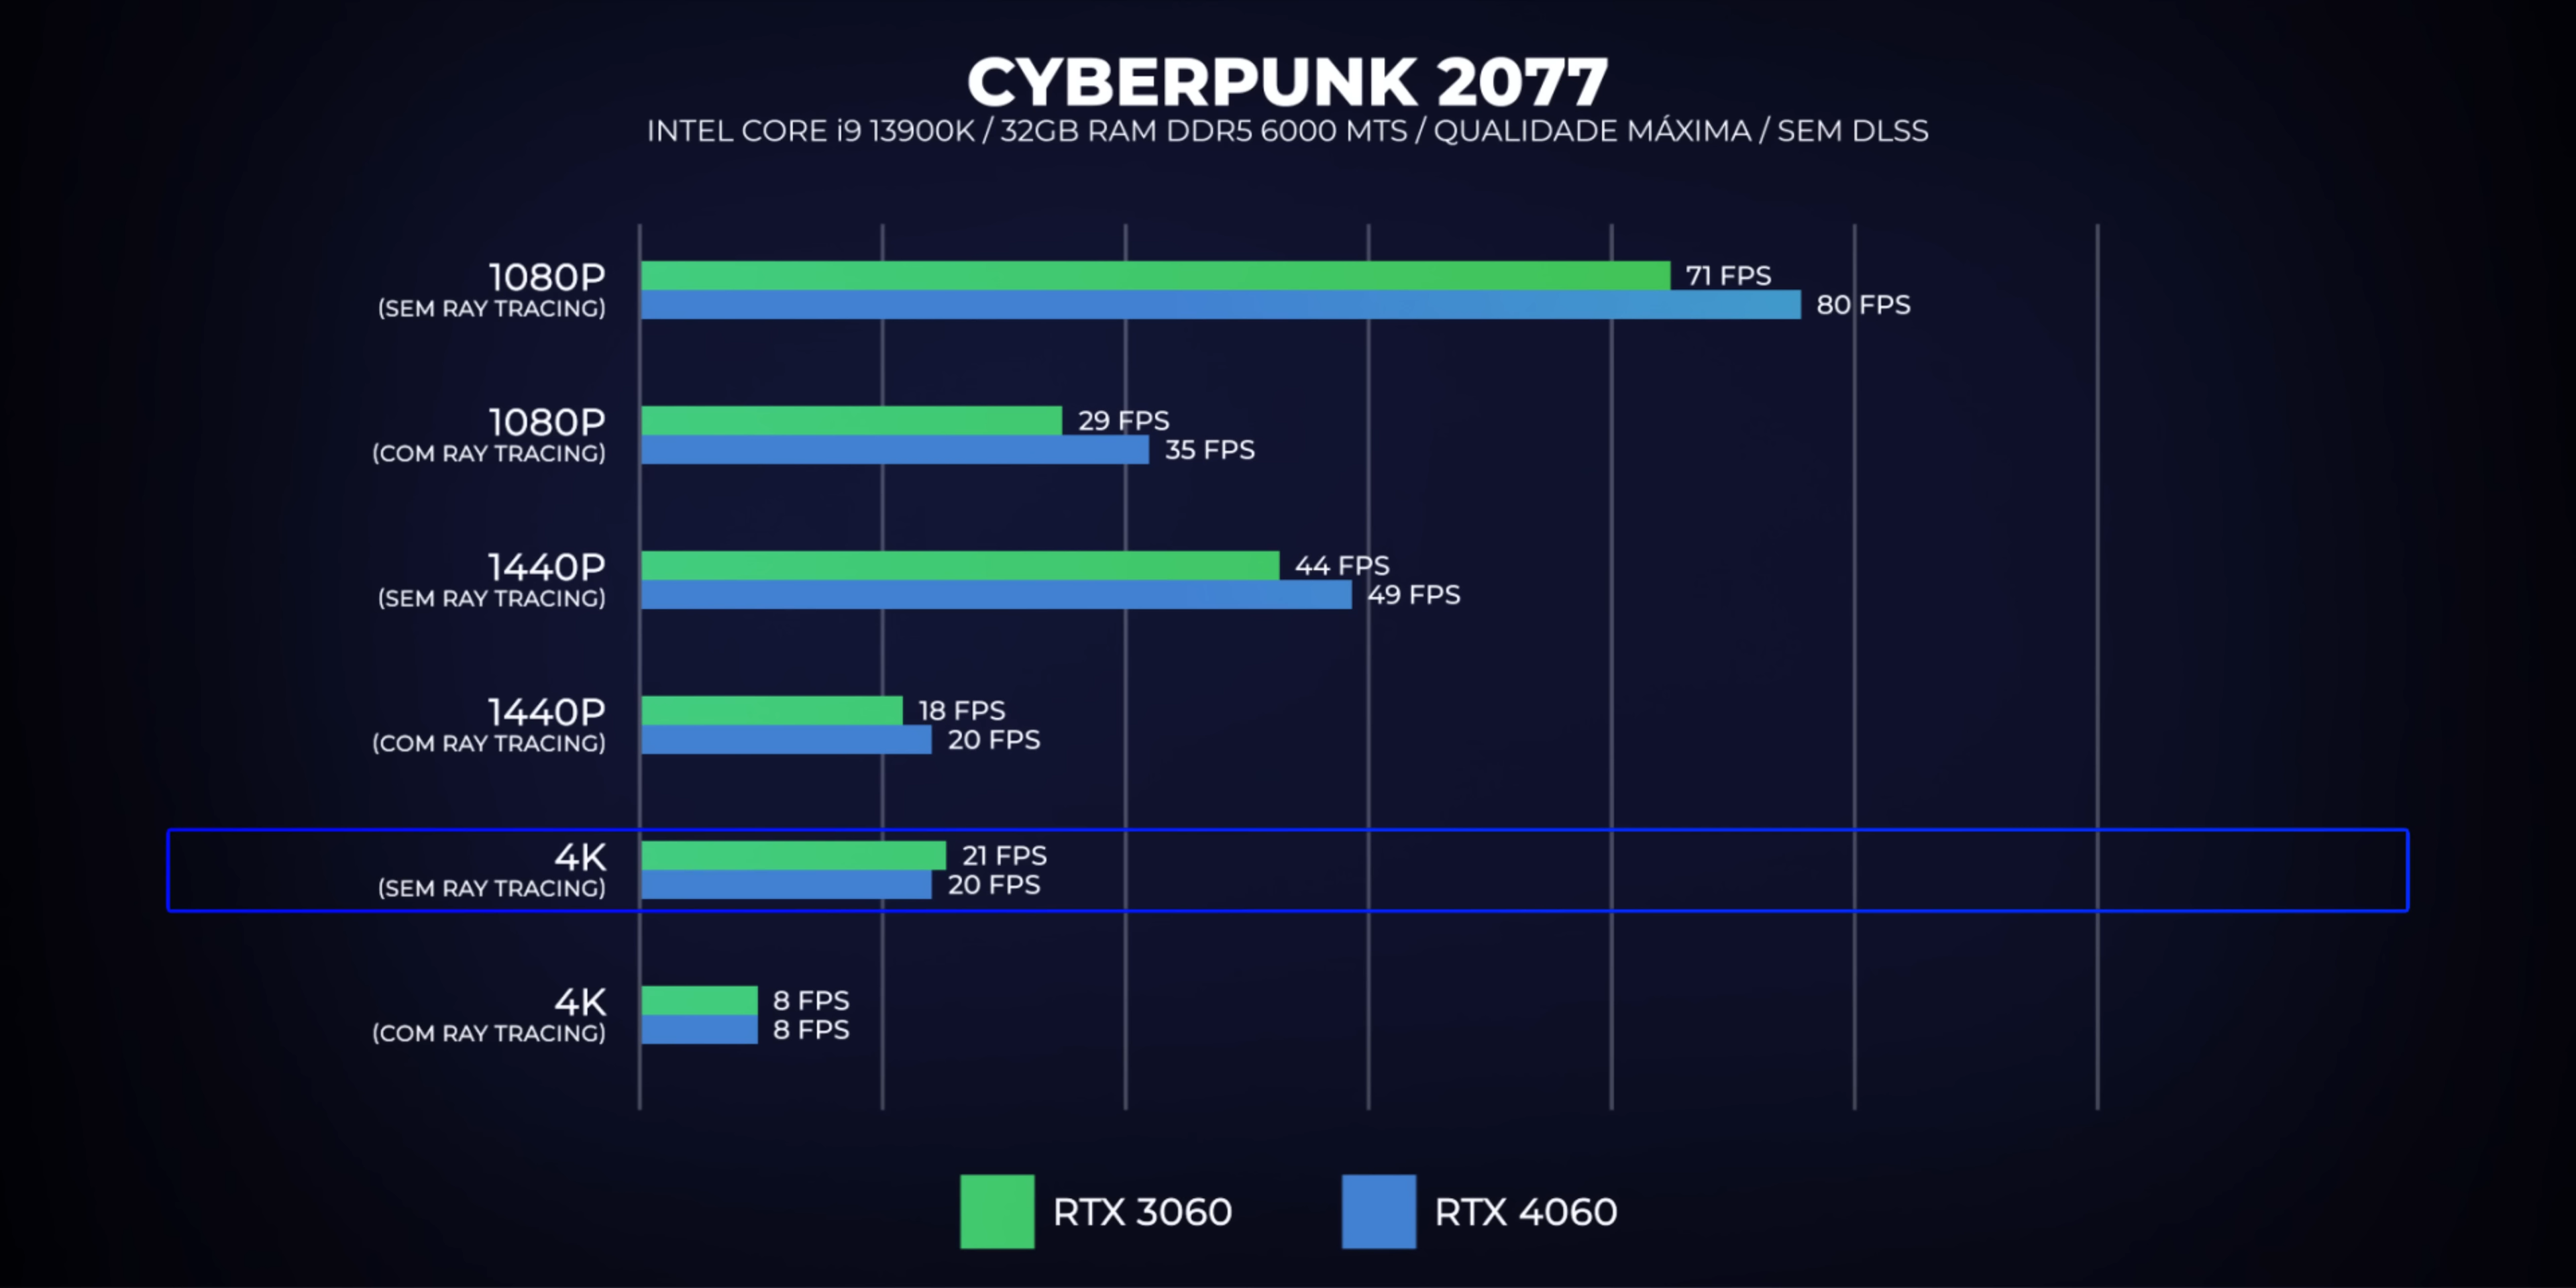 CYBERPUNK 2077
INTEL CORE i9 13900K / 32GB RAM DDR5 6000 MTS / QUALIDADE MÁXIMA / SEM DLSS
1080P
(SEM RAY TRACING)
71 FPS
80 FPS
1080P
(COM RAY TRACING)
29 FPS
35 FPS
1440P
(SEM RAY TRACING)
44 FPS
49 FPS
1440P
(COM RAY TRACING)
18 FPS
20 FPS
4K
(SEM RAY TRACING)
21 FPS
20 FPS
4K
(COM RAY TRACING)
8 FPS
8 FPS
RTX 3060
RTX 4060